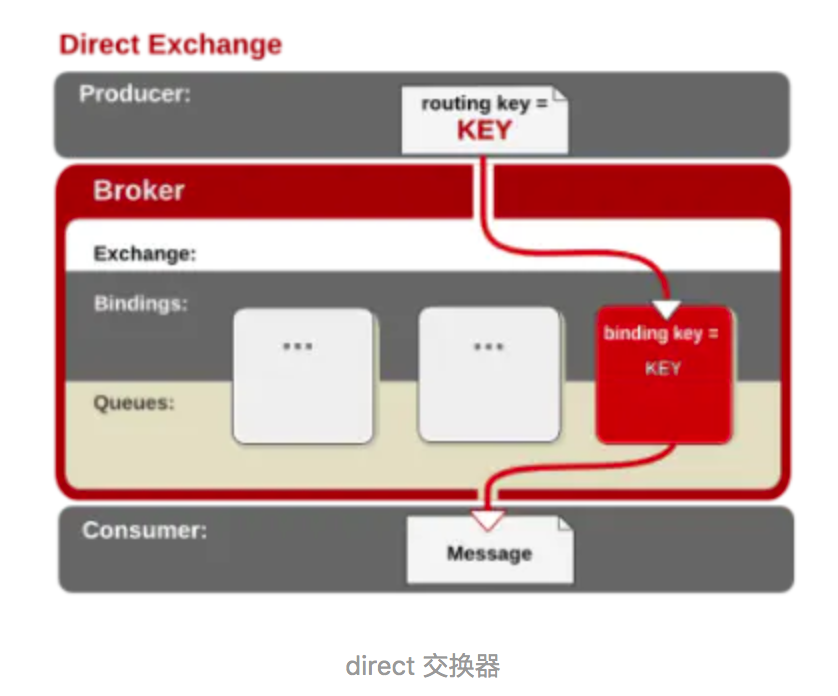 Direct Exchange
Producer:
routing key =
KEY
Broker
Exchange:
Bindings:
...
...
binding key =
KEY
Queues:
Consumer:
Message
direct 交换器